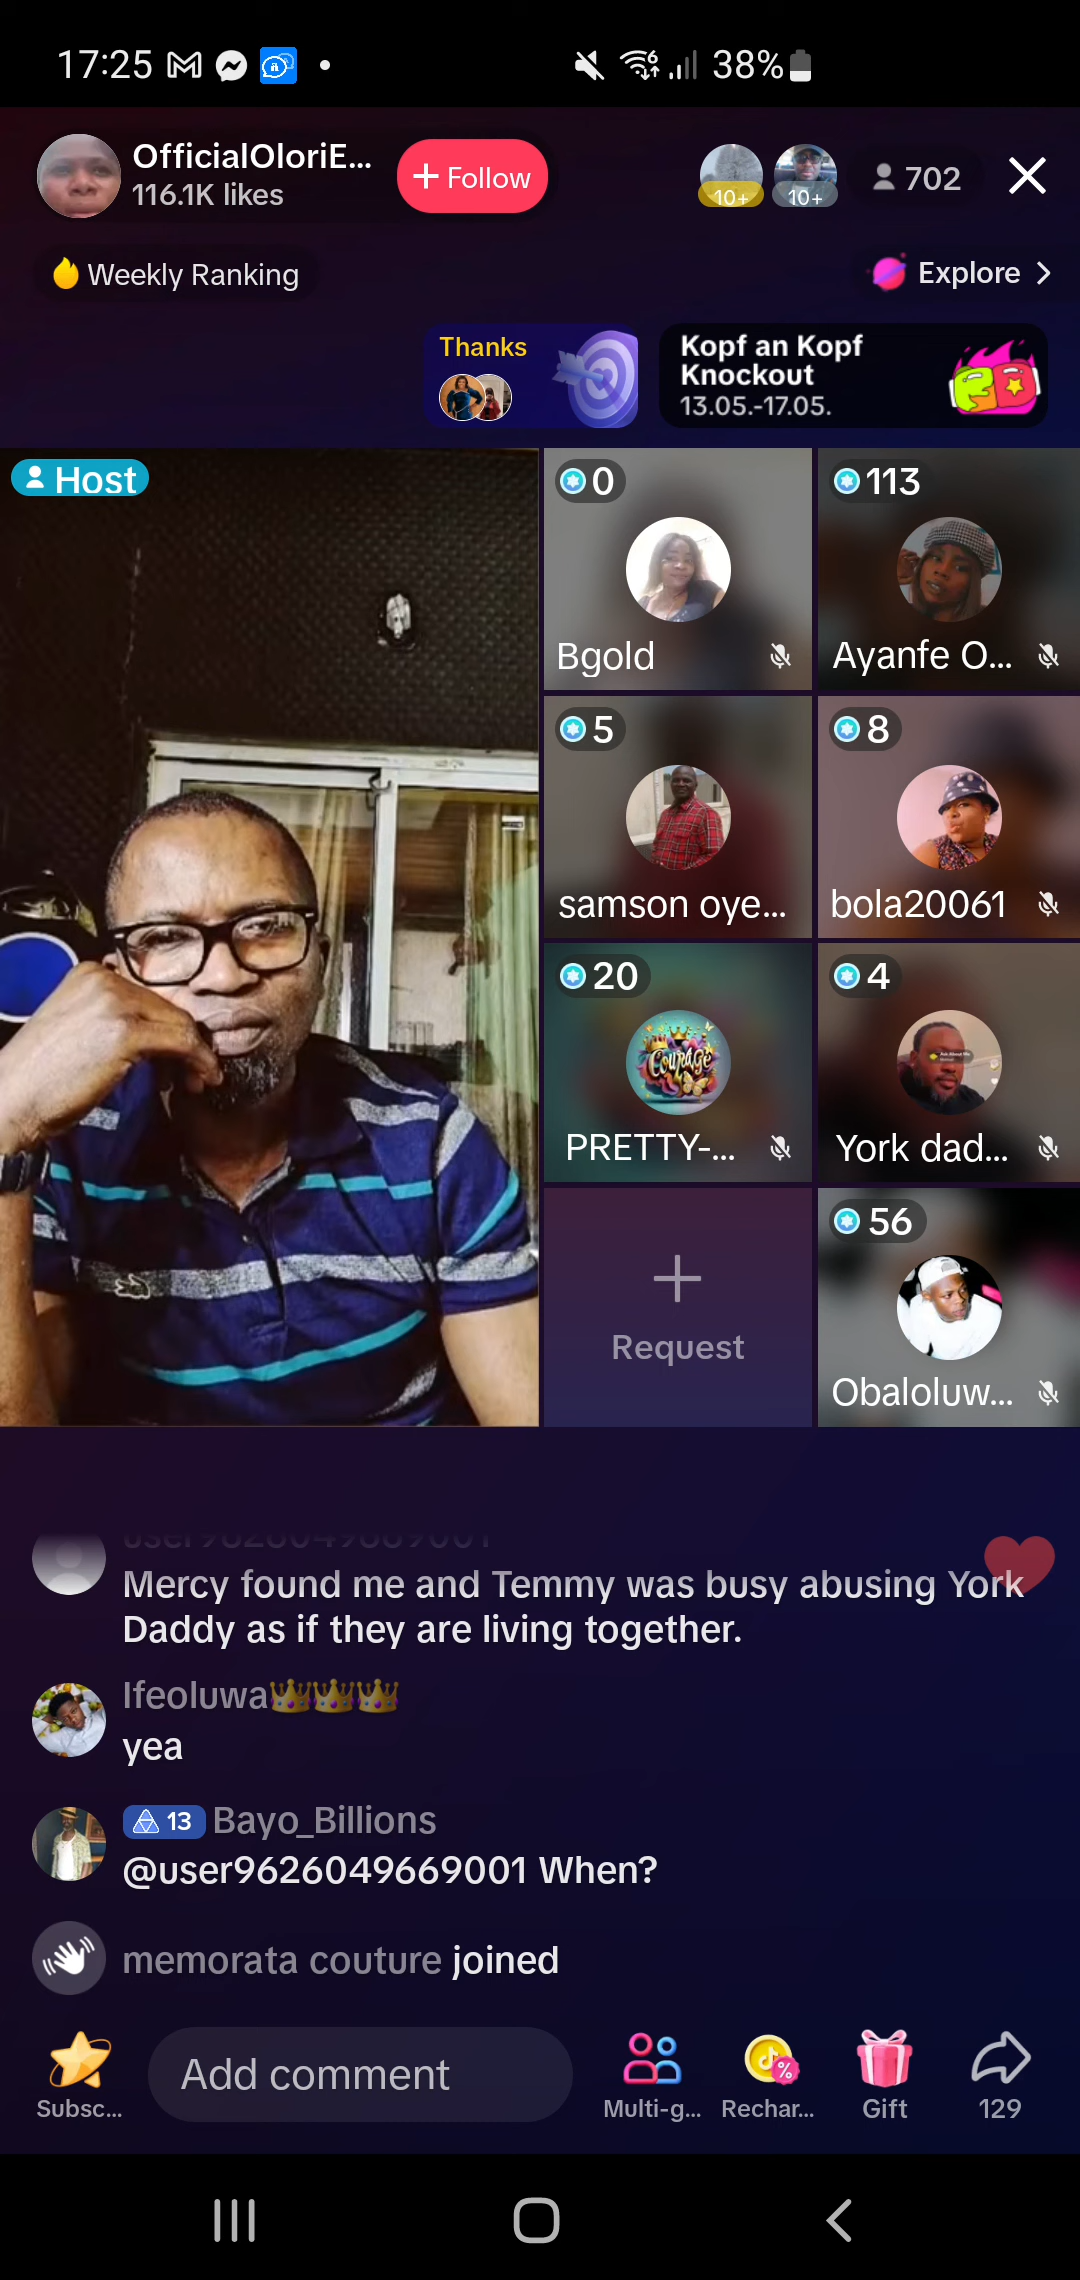 17:25
38%
OfficialOloriE...
116.1K likes
+ Follow
10+
10+
702
Weekly Ranking
Explore
Thanks
Kopf an Kopf
Knockout
13.05.-17.05.
Host
0
Bgold
113
Ayanfe O...
5
samson oye...
8
bola20061
20
Courage
PRETTY-...
4
York dad...
Request
56
Obaloluw...
user9626049669001
Mercy found me and Temmy was busy abusing York
Daddy as if they are living together.
Ifeoluwa👑👑👑
yea
13 Bayo_Billions
@user9626049669001 When?
memorata couture joined
Subsc...
Add comment
Multi-g...
Rechar...
Gift
129